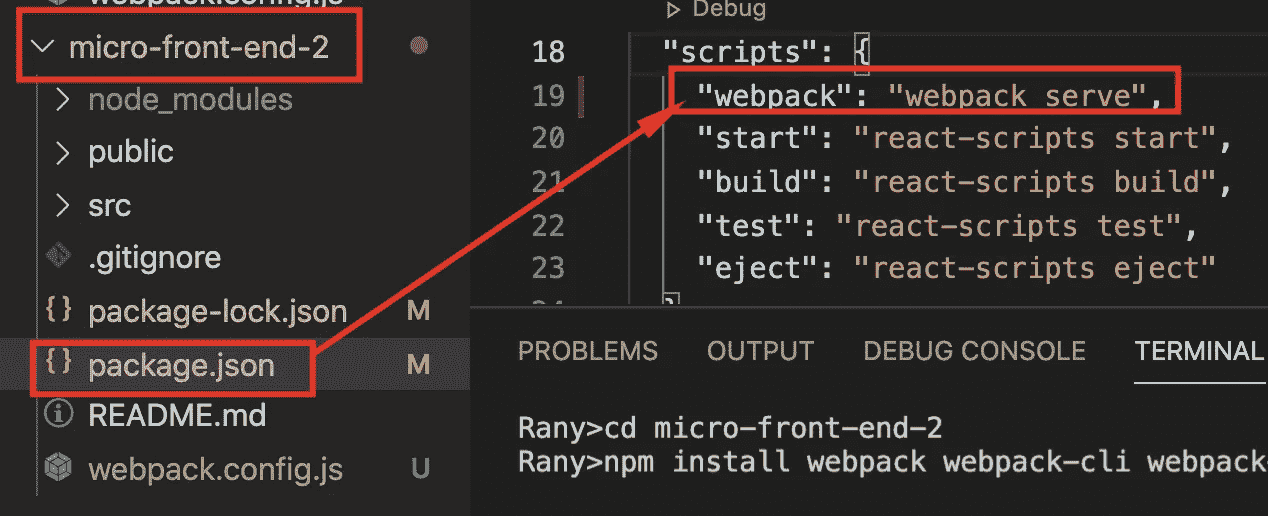 webpack.config.js
micro-front-end-2
node_modules
public
src
.gitignore
{} package-lock.json M
{} package.json M
README.md
webpack.config.js U
Debug
18 "scripts": {
19 "webpack": "webpack serve",
20 "start": "react-scripts start",
21 "build": "react-scripts build",
22 "test": "react-scripts test",
23 "eject": "react-scripts eject"
24 }
PROBLEMS OUTPUT DEBUG CONSOLE TERMINAL
Rany>cd micro-front-end-2
Rany>npm install webpack webpack-cli webpack-